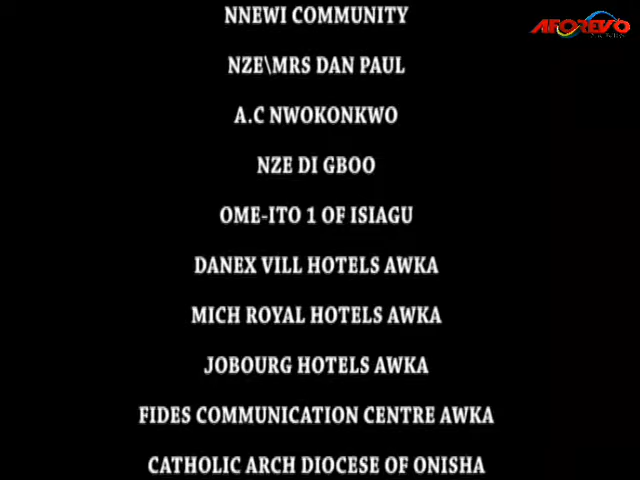 NNEWI COMMUNITY
AFOREVO
NZE\MRS DAN PAUL
A.C NWOKONKWO
NZE DI GBOO
OME-ITO 1 OF ISIAGU
DANEX VILL HOTELS AWKA
MICH ROYAL HOTELS AWKA
JOBOURG HOTELS AWKA
FIDES COMMUNICATION CENTRE AWKA
CATHOLIC ARCH DIOCESE OF ONISHA